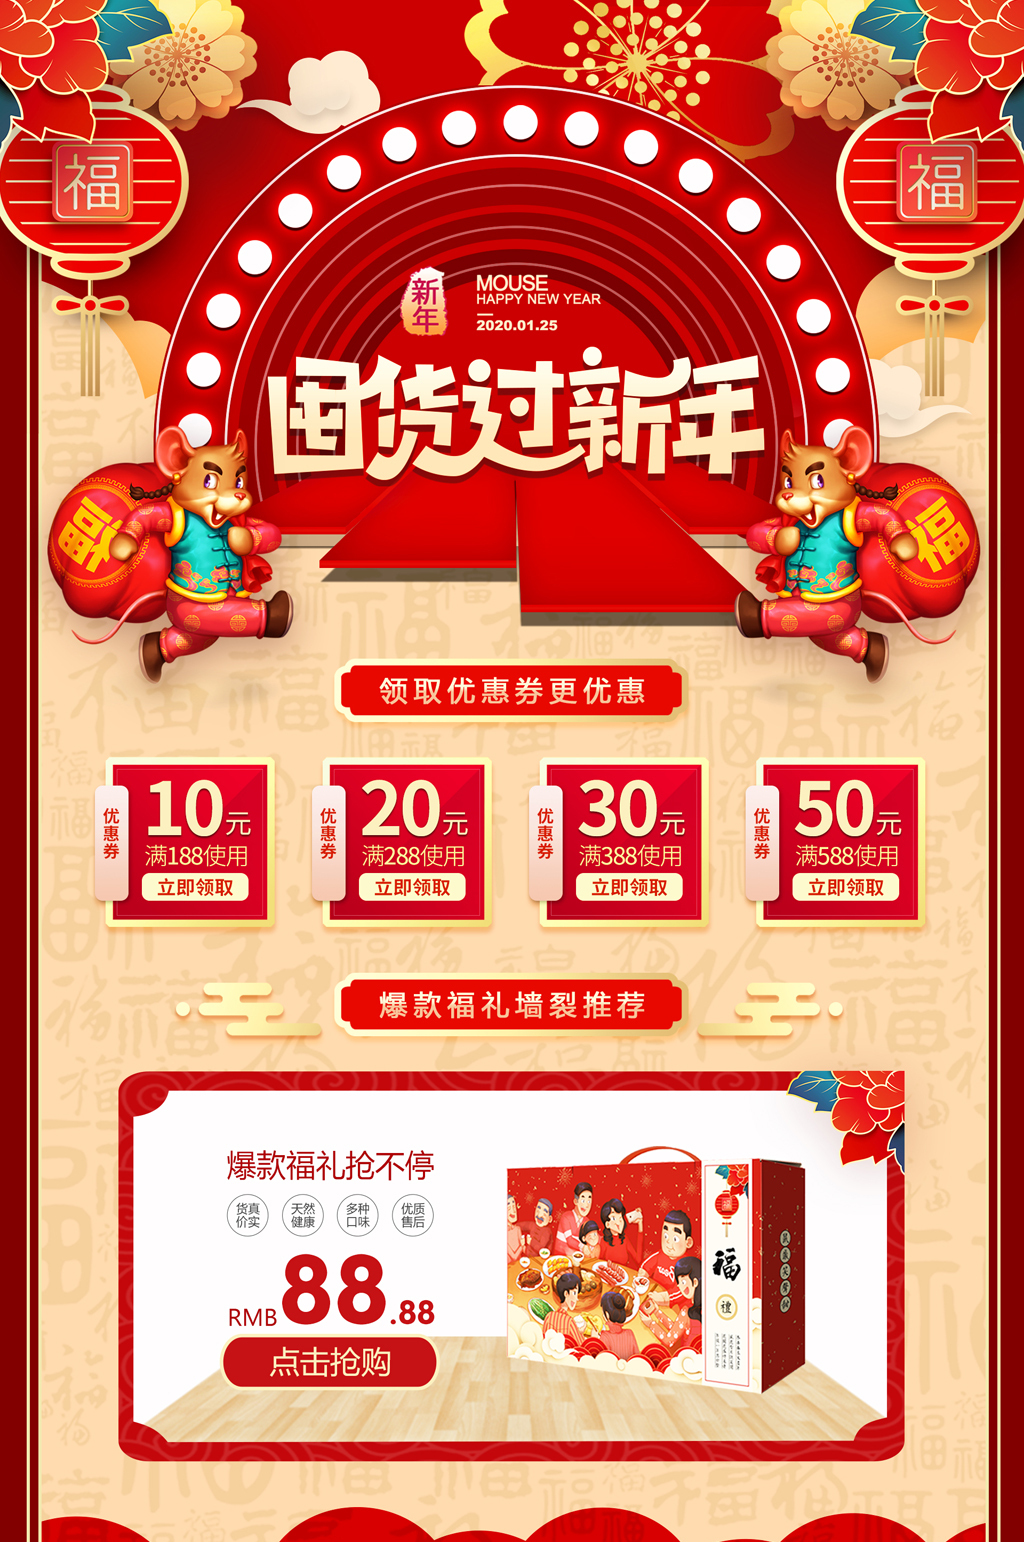 福
福
新年
MOUSE
HAPPY NEW YEAR
2020.01.25
囤货过新年
福
福
领取优惠券更优惠
优惠券
10元
满188使用
立即领取
优惠券
20元
满288使用
立即领取
优惠券
30元
满388使用
立即领取
优惠券
50元
满588使用
立即领取
爆款福礼墙裂推荐
爆款福礼抢不停
货真价实
天然健康
多种口味
优质售后
RMB88.88
点击抢购
福
禮